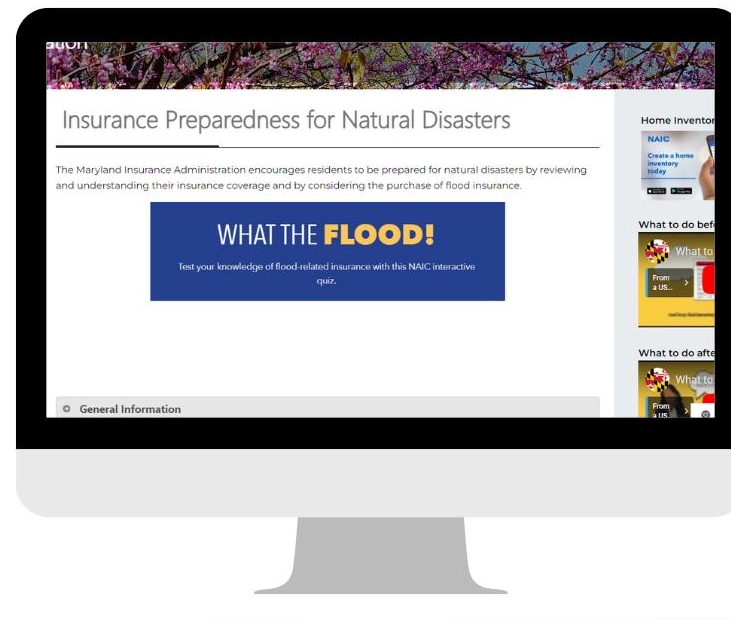 Insurance Preparedness for Natural Disasters
The Maryland Insurance Administration encourages residents to be prepared for natural disasters by reviewing
and understanding their insurance coverage and by considering the purchase of flood insurance.
WHAT THE FLOOD!
Test your knowledge of flood-related insurance with this NAIC interactive
quiz.
General Information
Home Inventor
NAIC
Create a home
inventory
today
What to do bef
What to
From
a US...
What to do afte
What to
From
a US